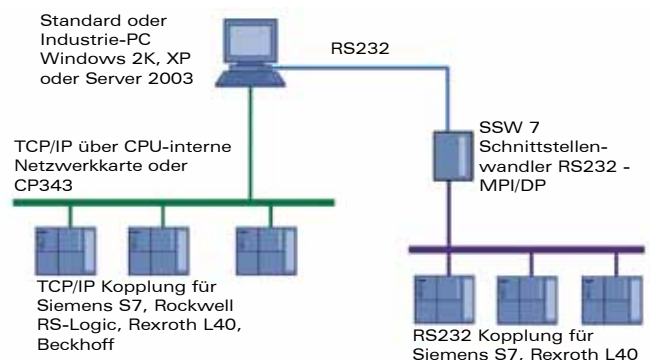 Standard oder
Industrie-PC
Windows 2K, XP
oder Server 2003
RS232
TCP/IP über CPU-interne
Netzwerkkarte oder
CP343
SSW 7
Schnittstellen-
wandler RS232 -
MPI/DP
TCP/IP Kopplung für
Siemens S7, Rockwell
RS-Logic, Rexroth L40,
Beckhoff
RS232 Kopplung für
Siemens S7, Rexroth L40